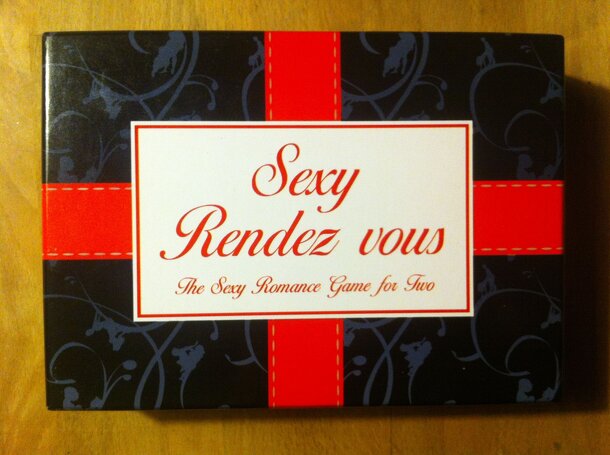 Sexy
Rendez vous
The Sexy Romance Game for Two